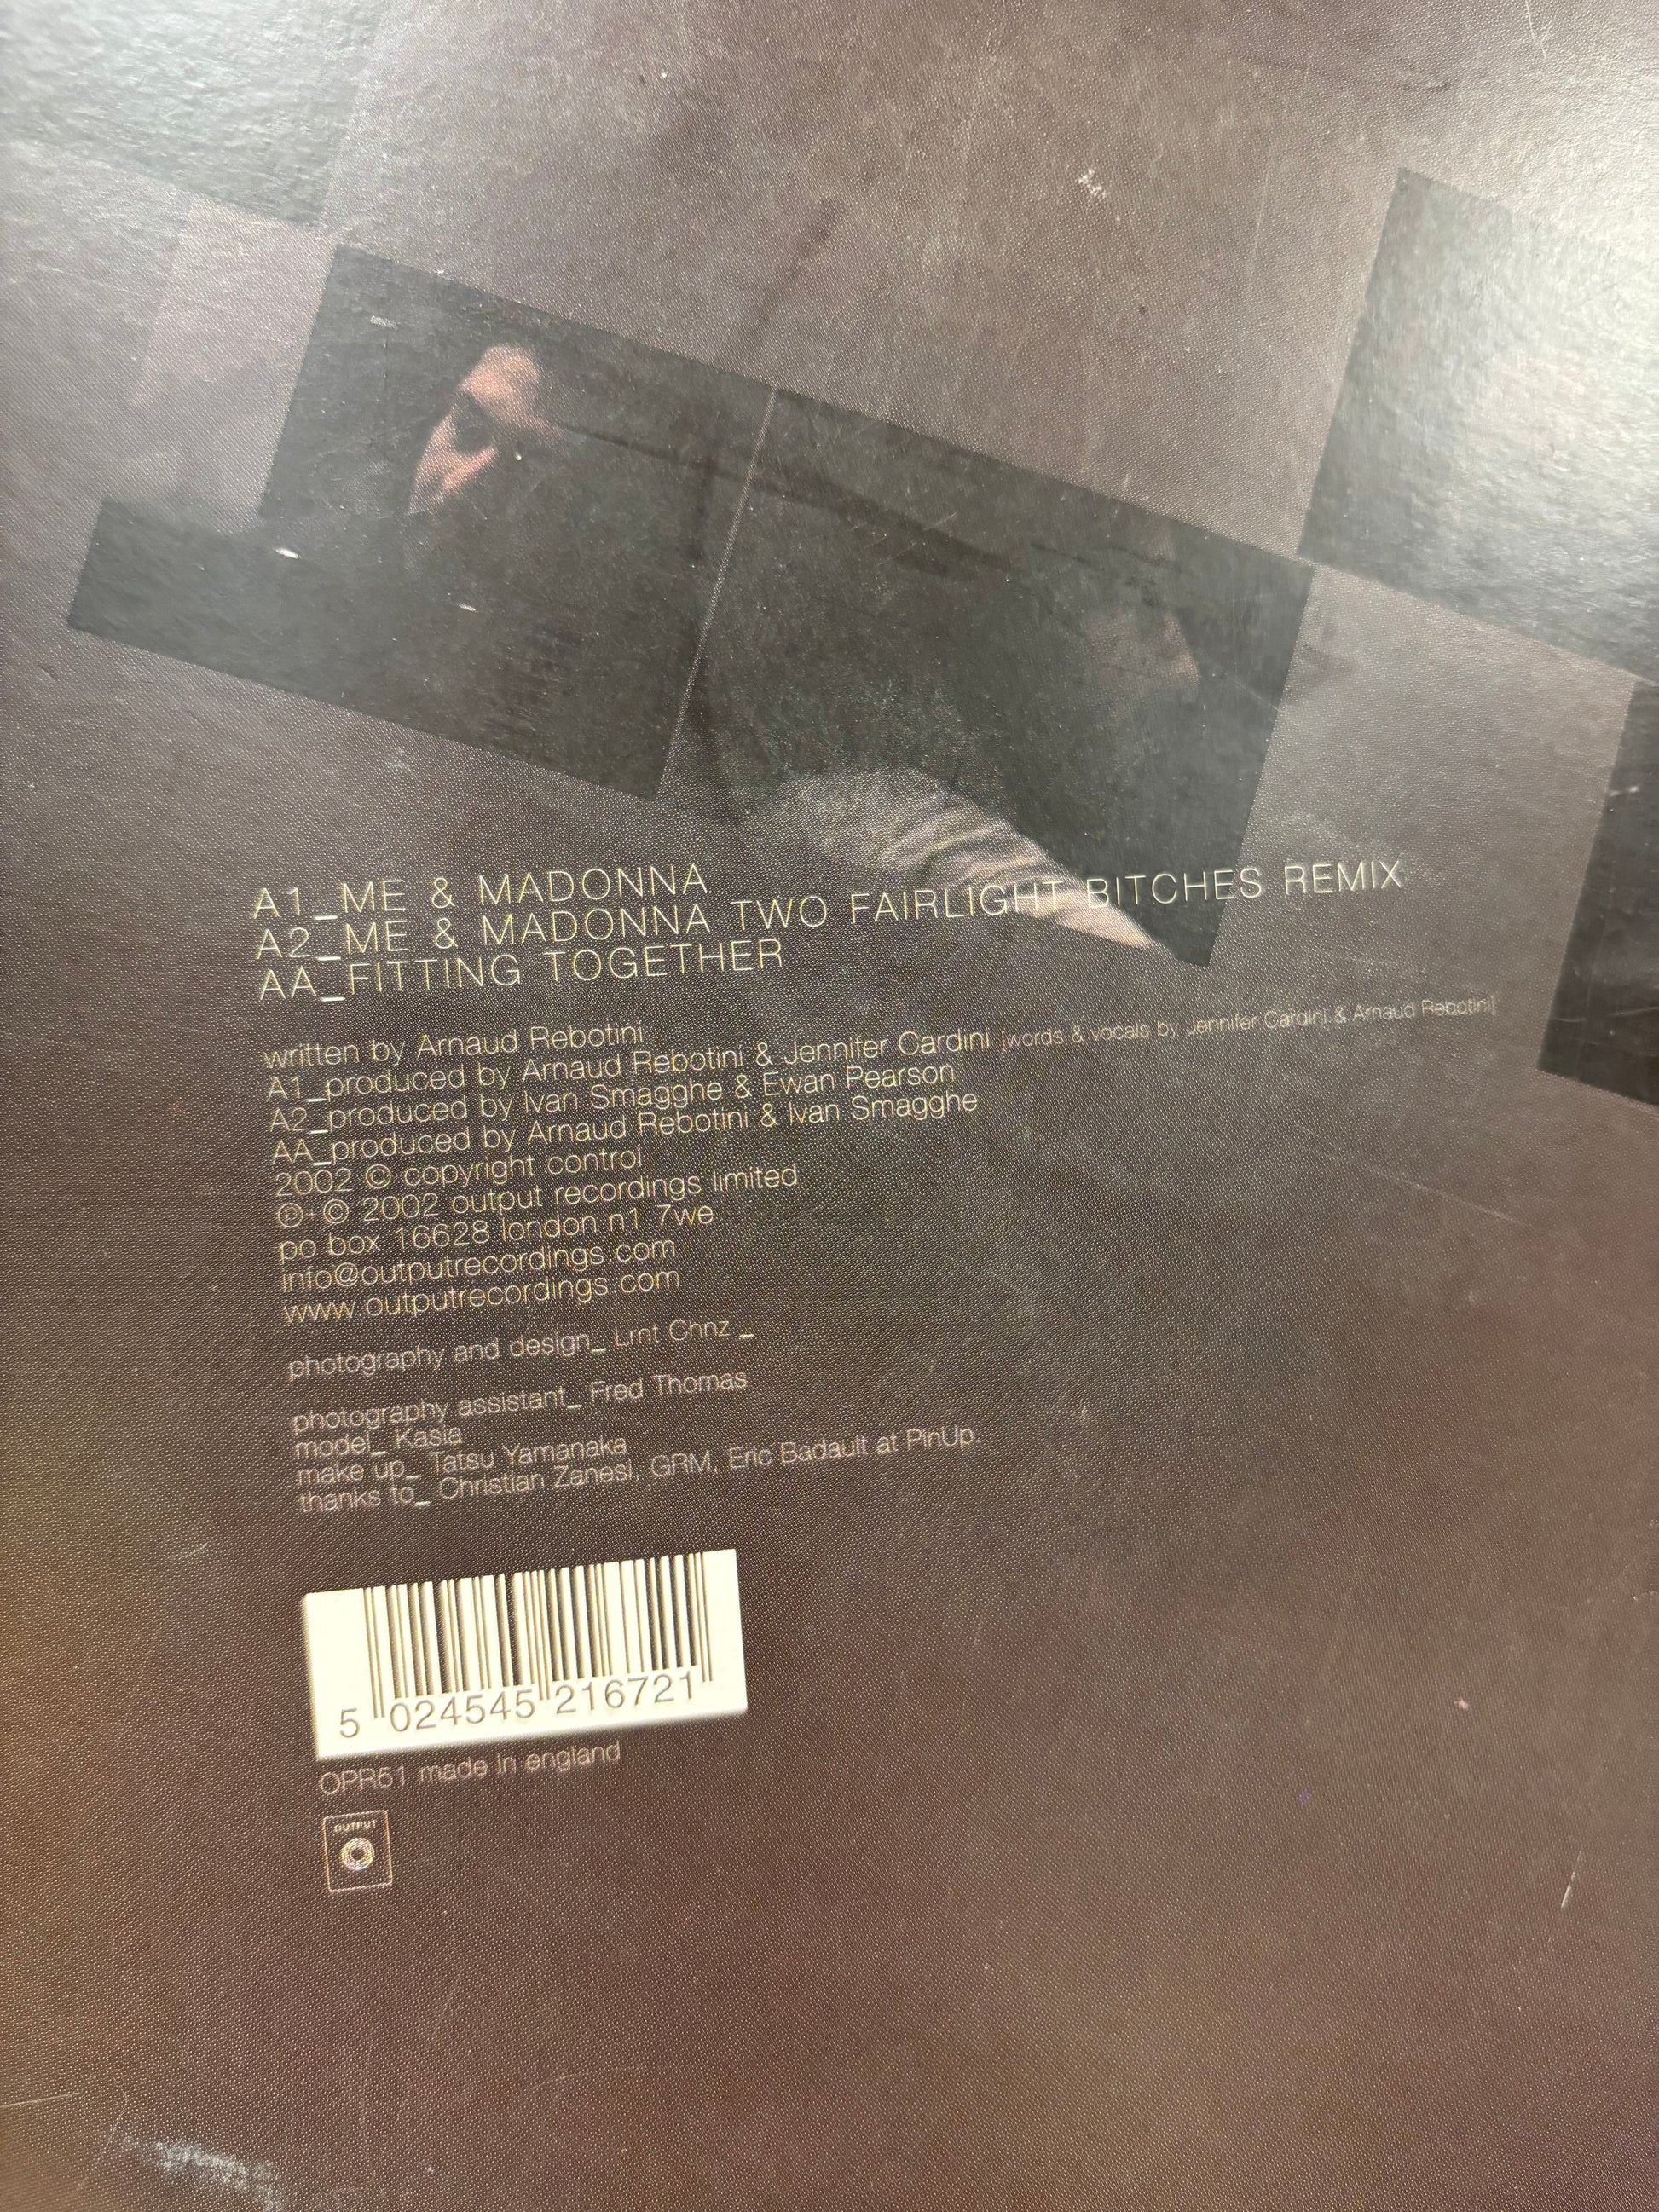 A1_ME & MADONNA
A2_ME & MADONNA TWO FAIRLIGHT BITCHES REMIX
AA_FITTING TOGETHER
written by Arnaud Rebotini
A1_produced by Arnaud Rebotini & Jennifer Cardini [words & vocals by Jennifer Cardini & Arnaud Rebotini]
A2_produced by Ivan Smagghe & Ewan Pearson
AA_produced by Arnaud Rebotini & Ivan Smagghe
2002 © copyright control
℗+© 2002 output recordings limited
po box 16628 london n1 7we
info@outputrecordings.com
www.outputrecordings.com
photography and design_ Lrnt Chnz _
photography assistant_ Fred Thomas
model_ Kasia
make up_ Tatsu Yamanaka
thanks to_ Christian Zanesi, GRM, Eric Badault at PinUp.
5 024545 216721
OPR51 made in england
OUTPUT